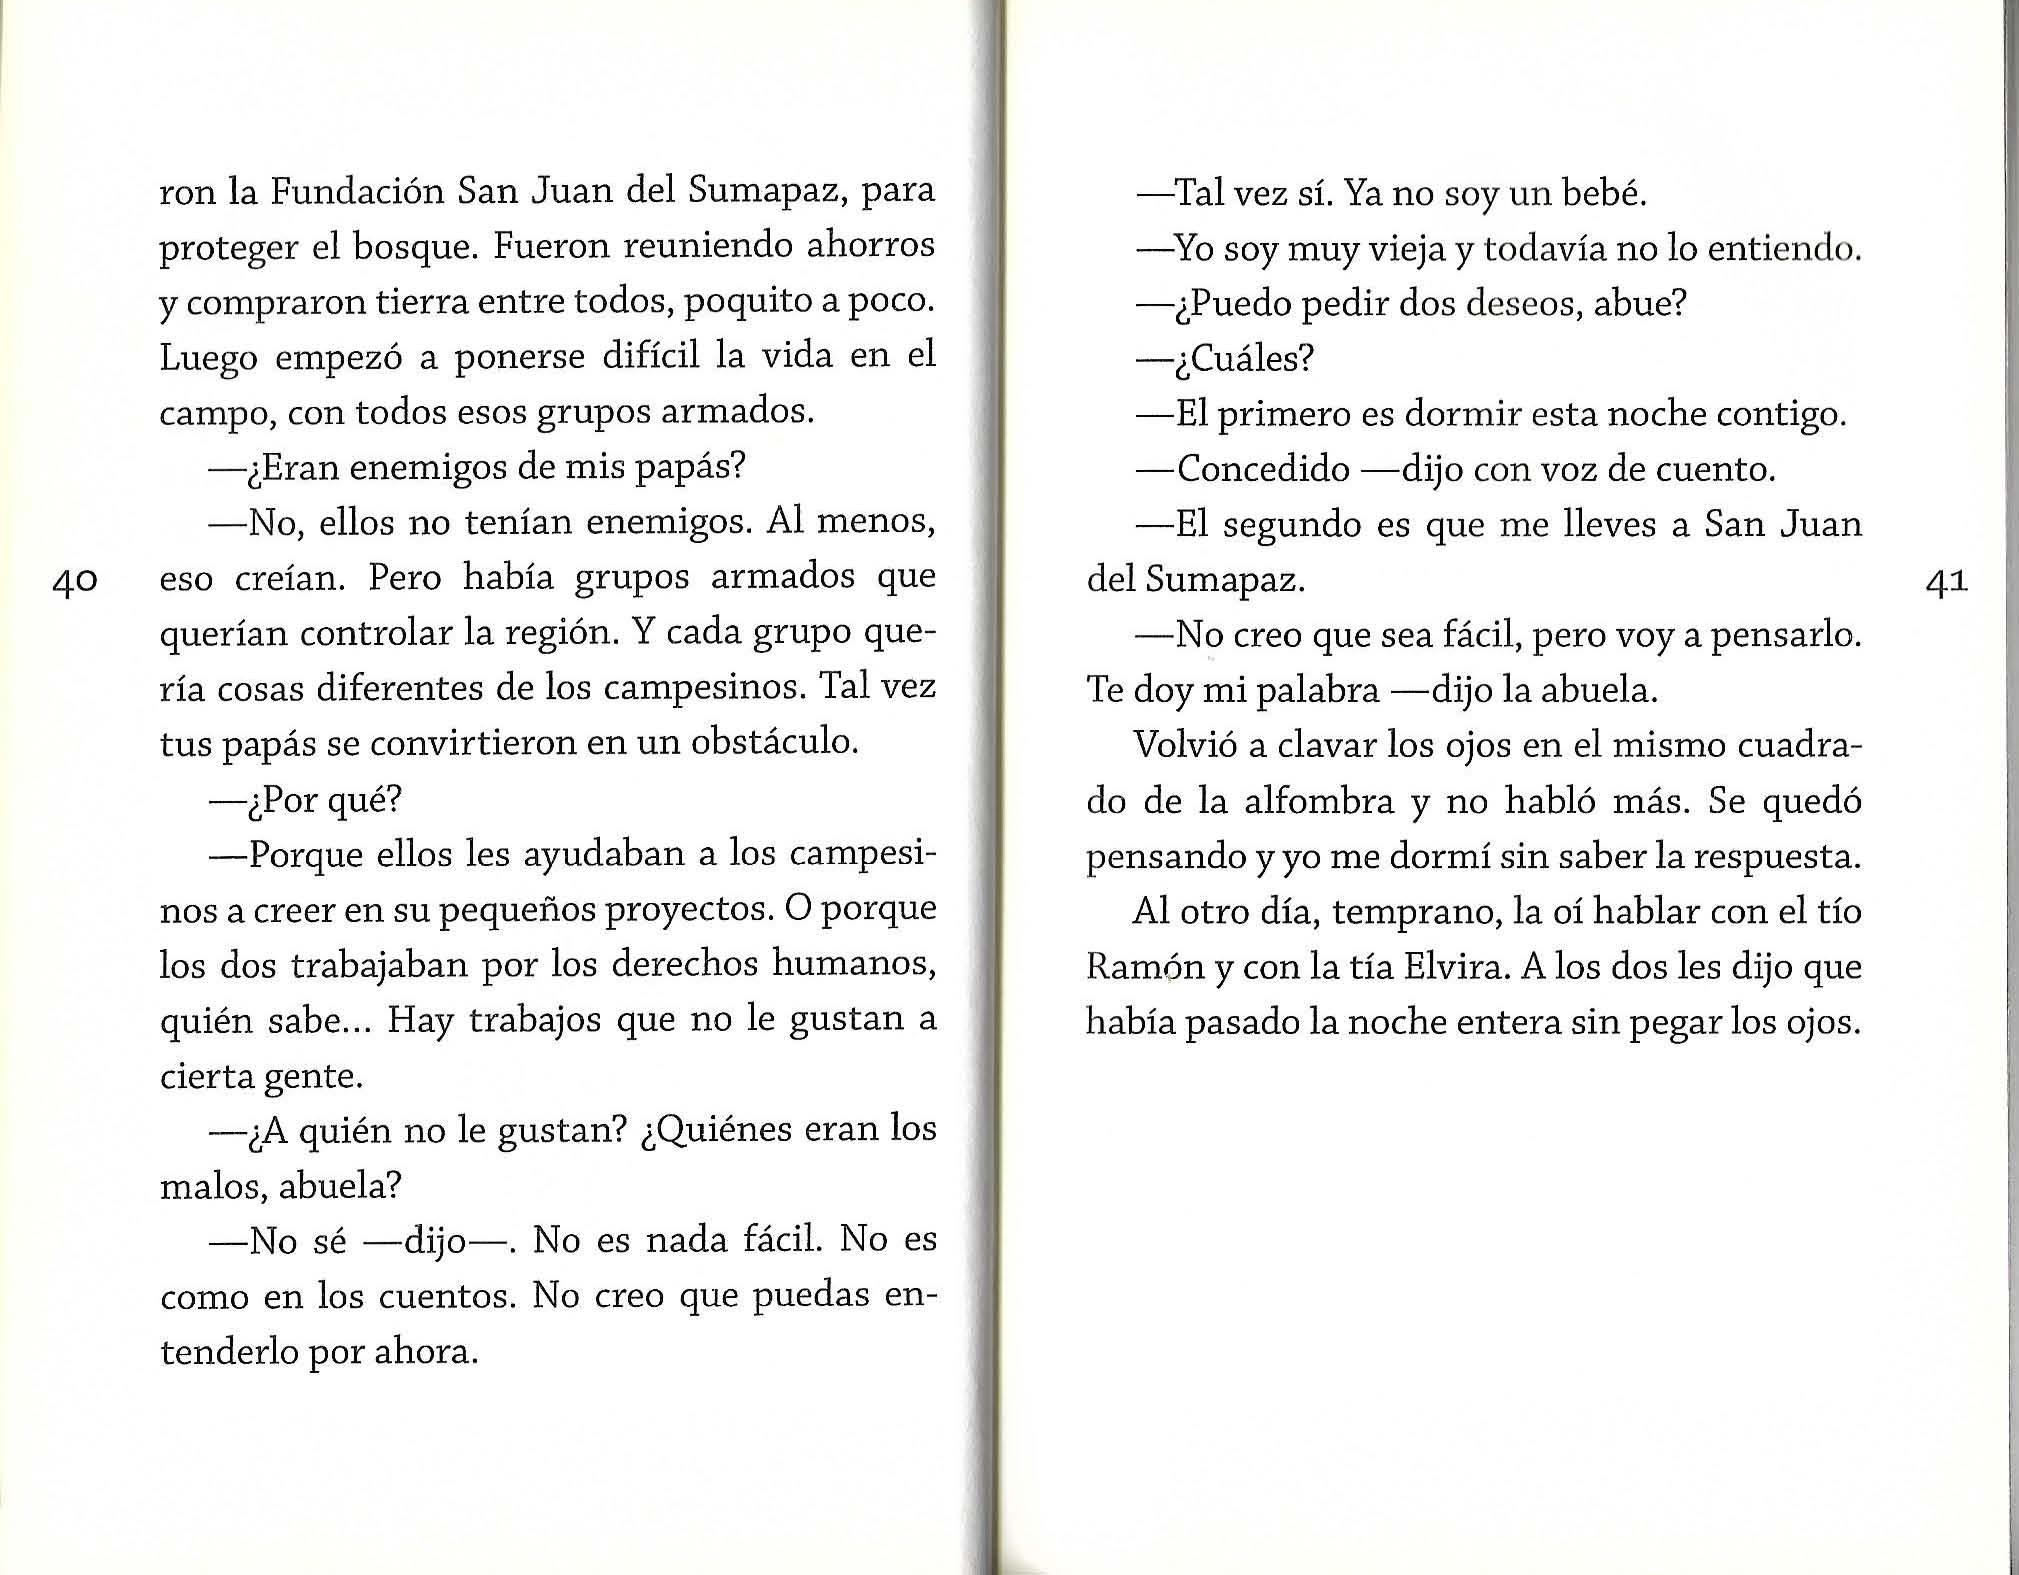 ron la Fundación San Juan del Sumapaz, para
proteger el bosque. Fueron reuniendo ahorros
y compraron tierra entre todos, poquito a poco.
Luego empezó a ponerse difícil la vida en el
campo, con todos esos grupos armados.
—¿Eran enemigos de mis papás?
—No, ellos no tenían enemigos. Al menos,
40
eso creían. Pero había grupos armados que
querían controlar la región. Y cada grupo que-
ría cosas diferentes de los campesinos. Tal vez
tus papás se convirtieron en un obstáculo.
—¿Por qué?
—Porque ellos les ayudaban a los campesi-
nos a creer en su pequeños proyectos. O porque
los dos trabajaban por los derechos humanos,
quién sabe... Hay trabajos que no le gustan a
cierta gente.
—¿A quién no le gustan? ¿Quiénes eran los
malos, abuela?
—No sé —dijo—. No es nada fácil. No es
como en los cuentos. No creo que puedas en-
tenderlo por ahora.
—Tal vez sí. Ya no soy un bebé.
—Yo soy muy vieja y todavía no lo entiendo.
—¿Puedo pedir dos deseos, abue?
—¿Cuáles?
—El primero es dormir esta noche contigo.
—Concedido —dijo con voz de cuento.
—El segundo es que me lleves a San Juan
del Sumapaz.
41
—No creo que sea fácil, pero voy a pensarlo.
Te doy mi palabra —dijo la abuela.
Volvió a clavar los ojos en el mismo cuadra-
do de la alfombra y no habló más. Se quedó
pensando y yo me dormí sin saber la respuesta.
Al otro día, temprano, la oí hablar con el tío
Ramón y con la tía Elvira. A los dos les dijo que
había pasado la noche entera sin pegar los ojos.